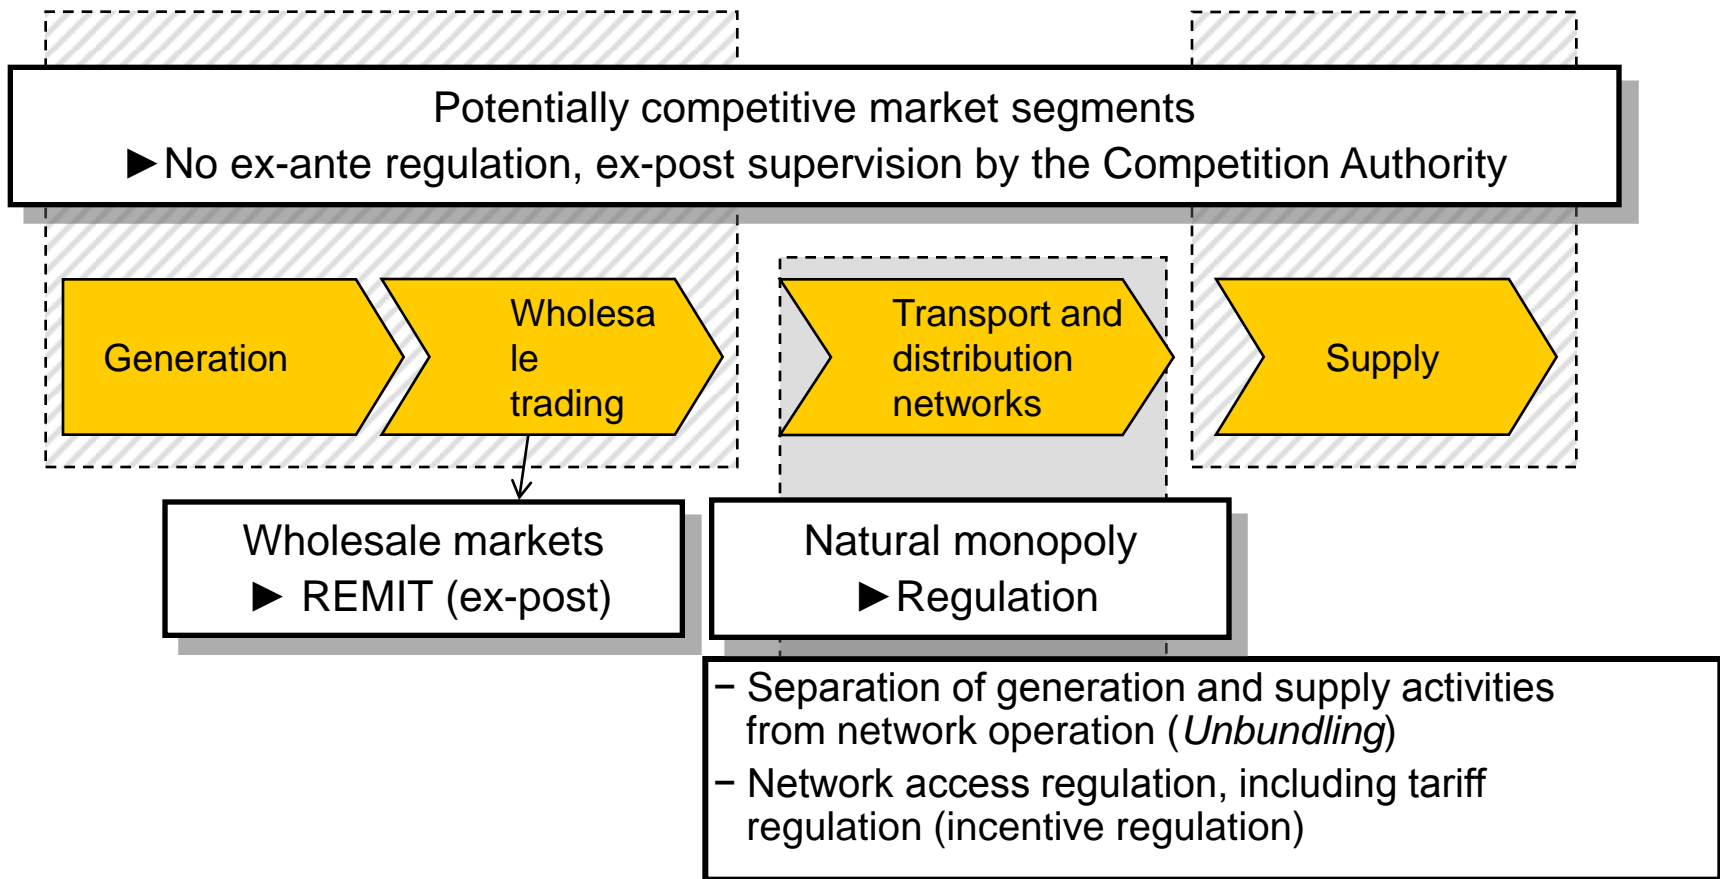 Potentially competitive market segments
►No ex-ante regulation, ex-post supervision by the Competition Authority
Generation
Wholesa
le
trading
Transport and
distribution
networks
Supply
Wholesale markets
► REMIT (ex-post)
Natural monopoly
►Regulation
− Separation of generation and supply activities
from network operation (Unbundling)
− Network access regulation, including tariff
regulation (incentive regulation)